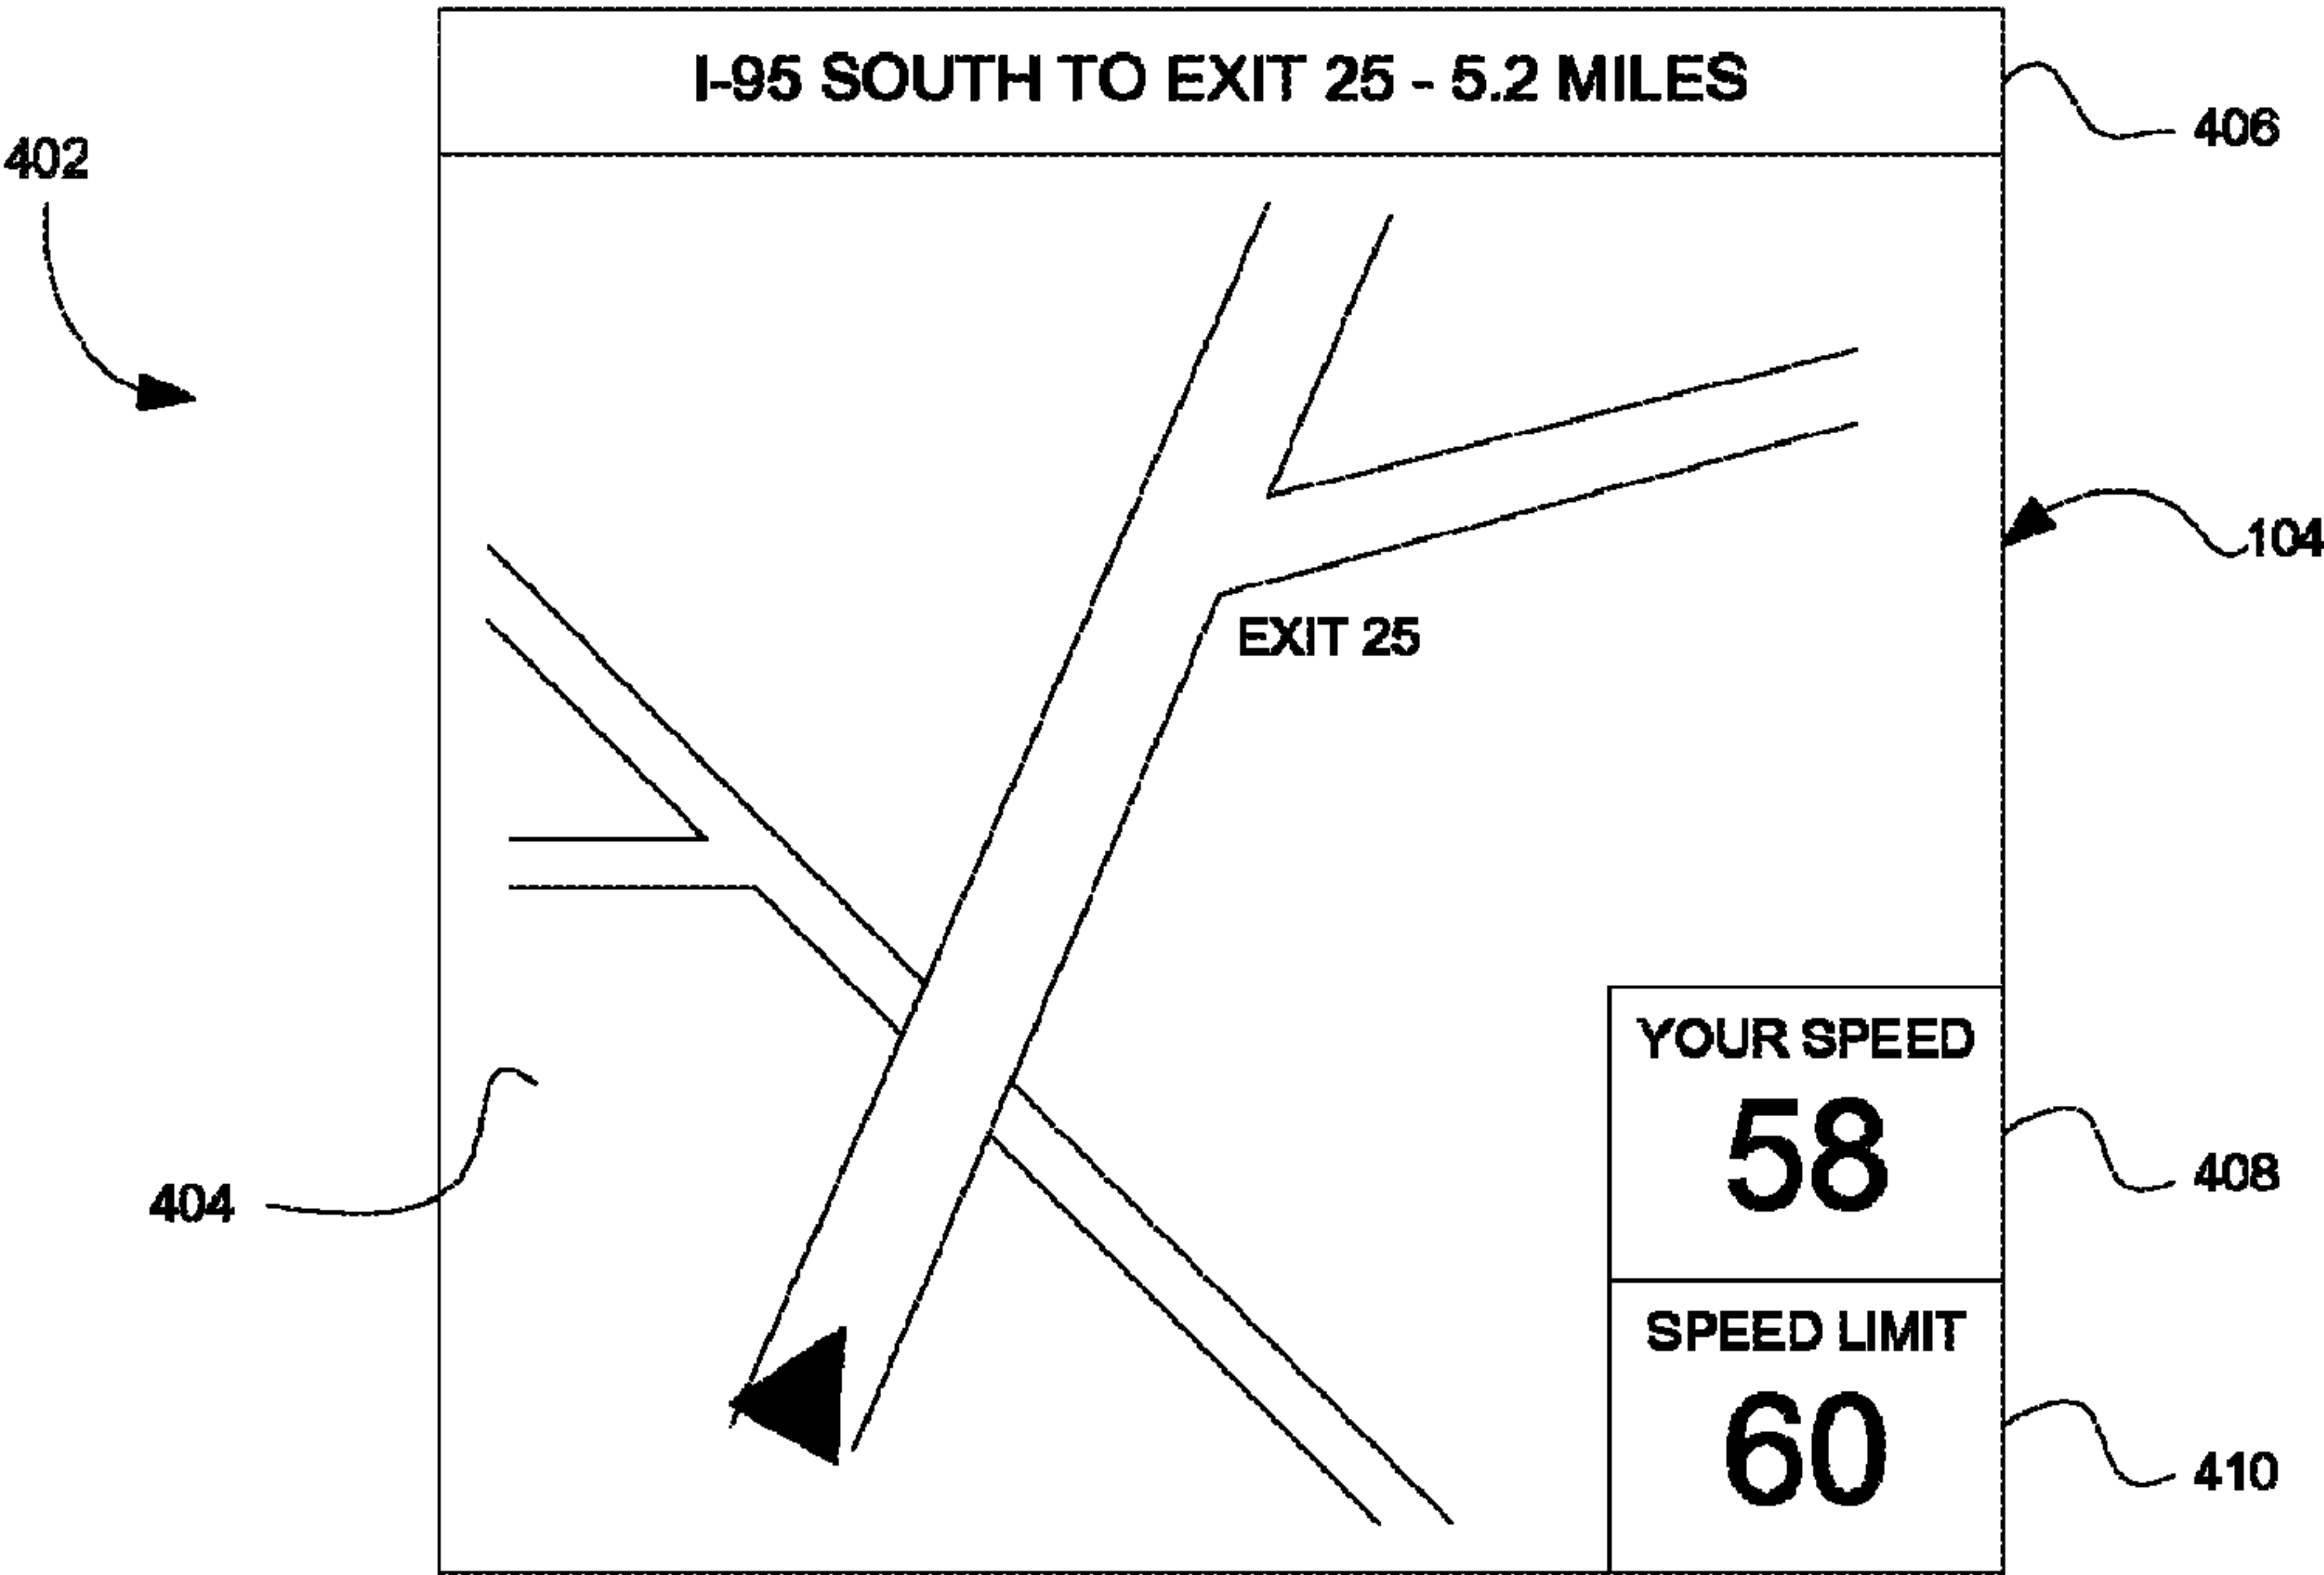 I-95 SOUTH TO EXIT 25 - 5.2 MILES
406
402
104
EXIT 25
YOUR SPEED
58
408
404
SPEED LIMIT
60
410